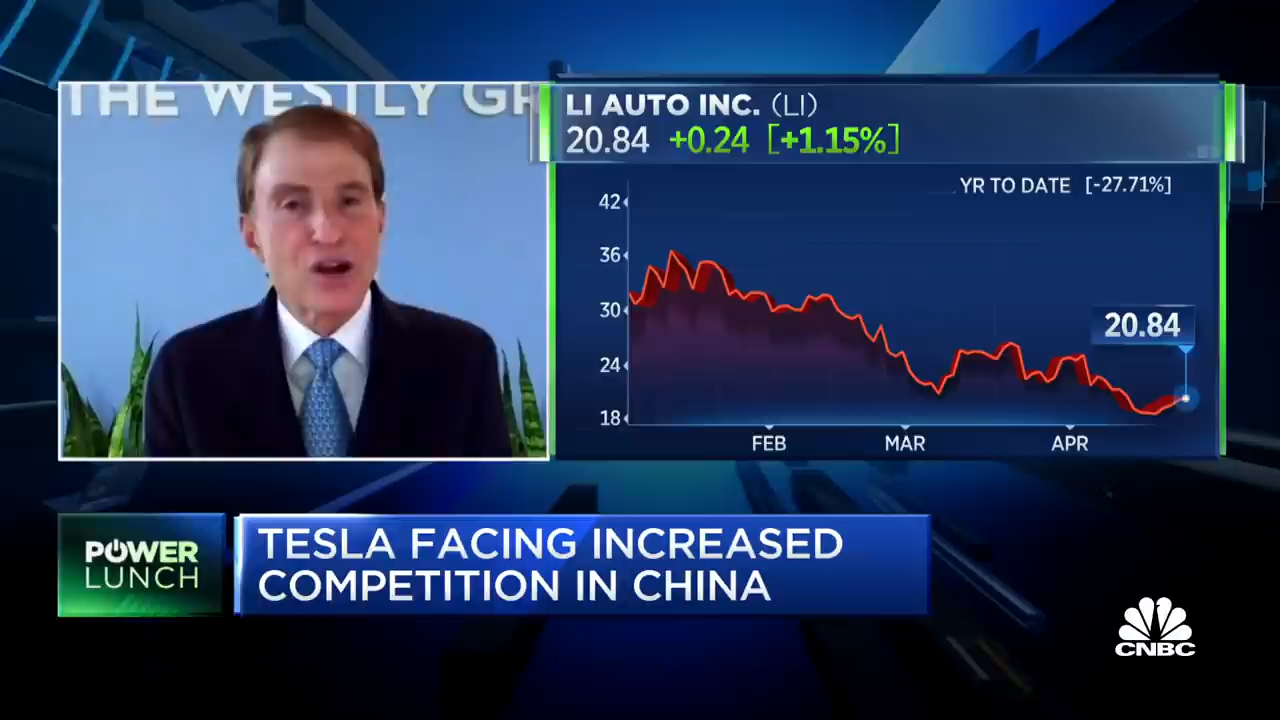 THE WESTLY GR
LI AUTO INC. (LI)
20.84 +0.24 [+1.15%]
YR TO DATE [-27.71%]
42
36
30
24
18
20.84
FEB MAR APR
POWER
LUNCH
TESLA FACING INCREASED
COMPETITION IN CHINA
CNBC